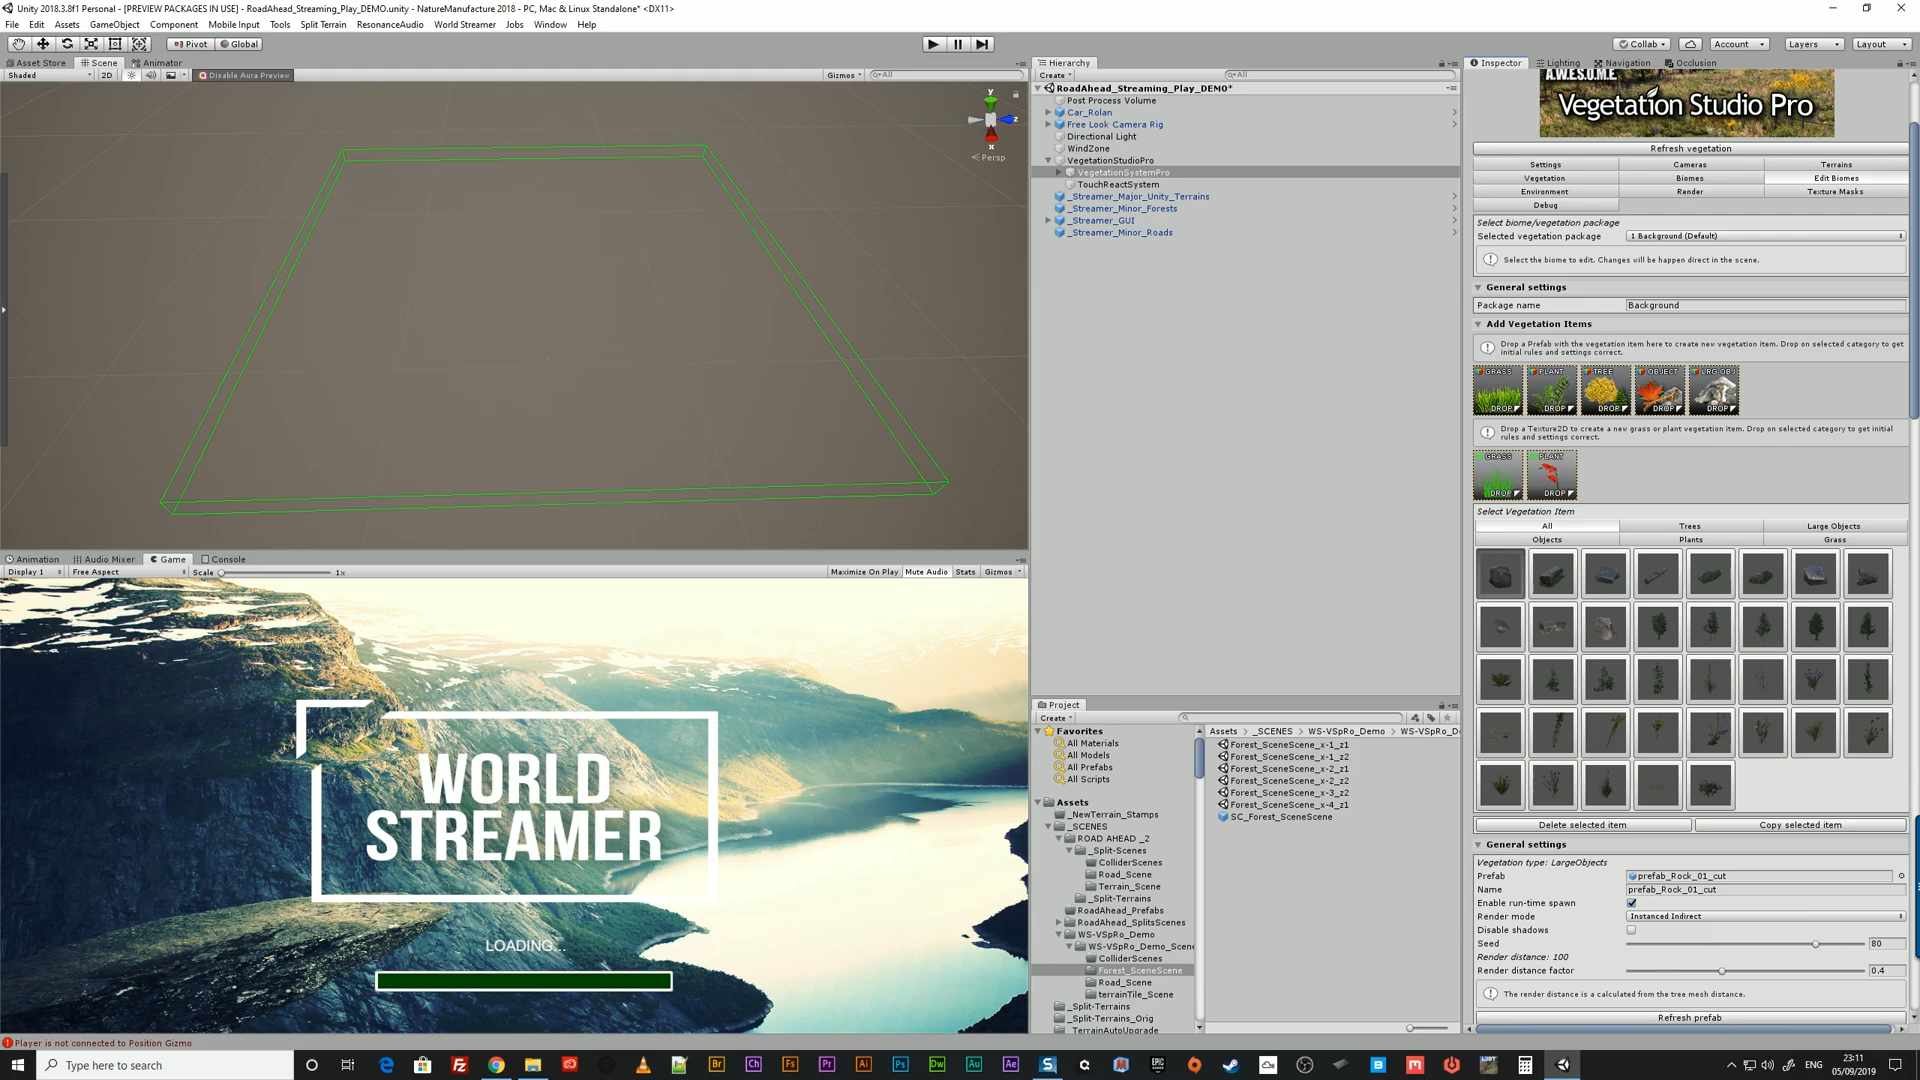 Unity 2018.3.8f1 Personal - [PREVIEW PACKAGES IN USE] - RoadAhead_Streaming_Play_DEMO.unity - NatureManufacture 2018 - PC, Mac & Linux Standalone* <DX11>
File Edit Assets GameObject Component Mobile Input Tools Split Terrain ResonanceAudio World Streamer Jobs Window Help
Pivot Global
Collab Account Layers Layout
Asset Store Scene Animator
Shaded 2D Disable Aura Preview Gizmos All
y
z
x
Persp
Animation Audio Mixer Game Console
Display 1 Free Aspect Scale 1x Maximize On Play Mute Audio Stats Gizmos
WORLD
STREAMER
LOADING...
Hierarchy
Create All
RoadAhead_Streaming_Play_DEMO*
Post Process Volume
Car_Rolan
Free Look Camera Rig
Directional Light
WindZone
VegetationStudioPro
VegetationSystemPro
TouchReactSystem
_Streamer_Major_Unity_Terrains
_Streamer_Minor_Forests
_Streamer_GUI
_Streamer_Minor_Roads
Project
Create
Favorites
All Materials
All Models
All Prefabs
All Scripts
Assets
_NewTerrain_Stamps
_SCENES
ROAD AHEAD _2
_Split-Scenes
ColliderScenes
Road_Scene
Terrain_Scene
_Split-Terrains
RoadAhead_Prefabs
RoadAhead_SplitsScenes
WS-VSpRo_Demo
WS-VSpRo_Demo_Scene
ColliderScenes
Forest_SceneScene
Road_Scene
terrainTile_Scene
_Split-Terrains
_Split-Terrains_Orig
TerrainAutoUpgrade
Assets > _SCENES > WS-VSpRo_Demo > WS-VSpRo_D
Forest_SceneScene_x-1_z1
Forest_SceneScene_x-1_z2
Forest_SceneScene_x-2_z1
Forest_SceneScene_x-2_z2
Forest_SceneScene_x-3_z2
Forest_SceneScene_x-4_z1
SC_Forest_SceneScene
Inspector Lighting Navigation Occlusion
A.W.E.S.O.M.E
Vegetation Studio Pro
Refresh vegetation
Settings Cameras Terrains
Vegetation Biomes Edit Biomes
Environment Render Texture Masks
Debug
Select biome/vegetation package
Selected vegetation package 1 Background (Default)
Select the biome to edit. Changes will be happen direct in the scene.
General settings
Package name Background
Add Vegetation Items
Drop a Prefab with the vegetation item here to create new vegetation item. Drop on selected category to get
initial rules and settings correct.
GRASS PLANT TREE OBJECT LRG OBJ
DROP DROP DROP DROP DROP
Drop a Texture2D to create a new grass or plant vegetation item. Drop on selected category to get initial
rules and settings correct.
GRASS PLANT
DROP DROP
Select Vegetation Item
All Trees Large Objects
Objects Plants Grass
Delete selected item Copy selected item
General settings
Vegetation type: LargeObjects
Prefab prefab_Rock_01_cut
Name prefab_Rock_01_cut
Enable run-time spawn
Render mode Instanced Indirect
Disable shadows
Seed 80
Render distance: 100
Render distance factor 0.4
The render distance is a calculated from the tree mesh distance.
Refresh prefab
Player is not connected to Position Gizmo
Type here to search
Br Ch Fs Pr Ai Ps Dw Au Ae
ENG
23:11
05/09/2019